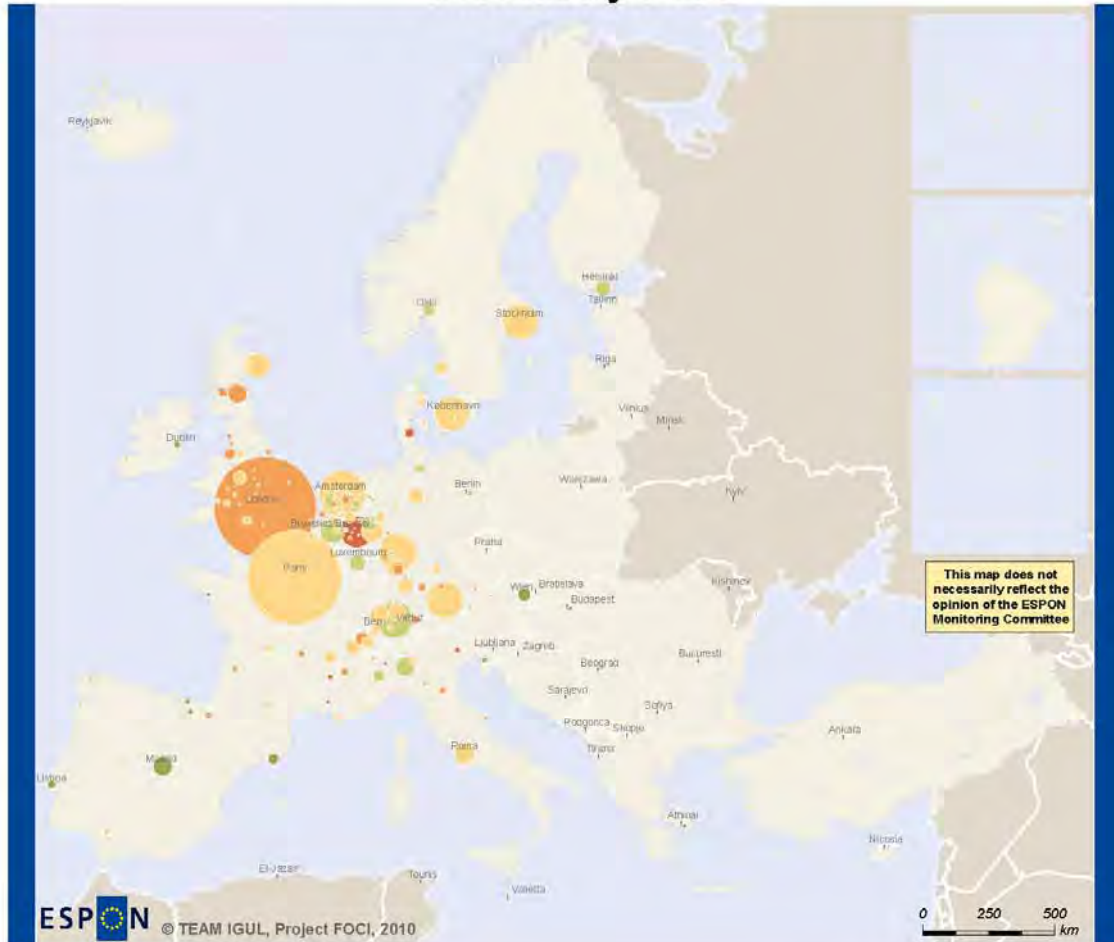 Reykjavik
Helsinki
Oslo
Tallinn
Stockholm
Riga
København
Vilnius
Minsk
Dublin
Amsterdam
Berlin
Warszawa
London
Kyiv
Luxembourg
Praha
Paris
This map does not
necessarily reflect the
opinion of the ESPON
Monitoring Committee
Wien
Bratislava
Kishinev
Budapest
Bern
Vaduz
Ljubljana
Zagreb
Bucuresti
Beograd
Sarajevo
Sofiya
Podgorica
Skopje
Ankara
Roma
Tirana
Madrid
Lisboa
Athinai
Nicosia
El-Jazair
Tounis
Valletta
ESPON © TEAM IGUL, Project FOCI, 2010
0 250 500
km